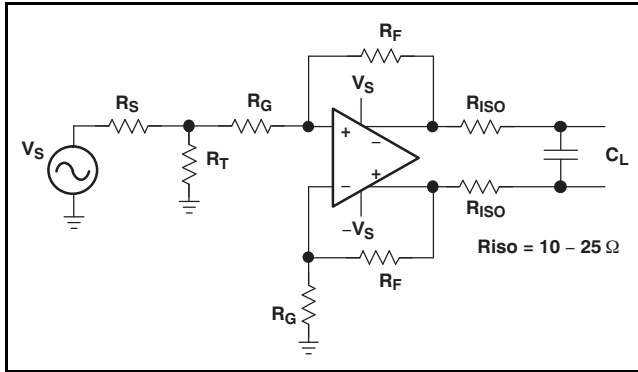 RF
VS
RS
RG
RISO
VS
+
−
RT
CL
−
+
RISO
−VS
Riso = 10 − 25 Ω
RF
RG